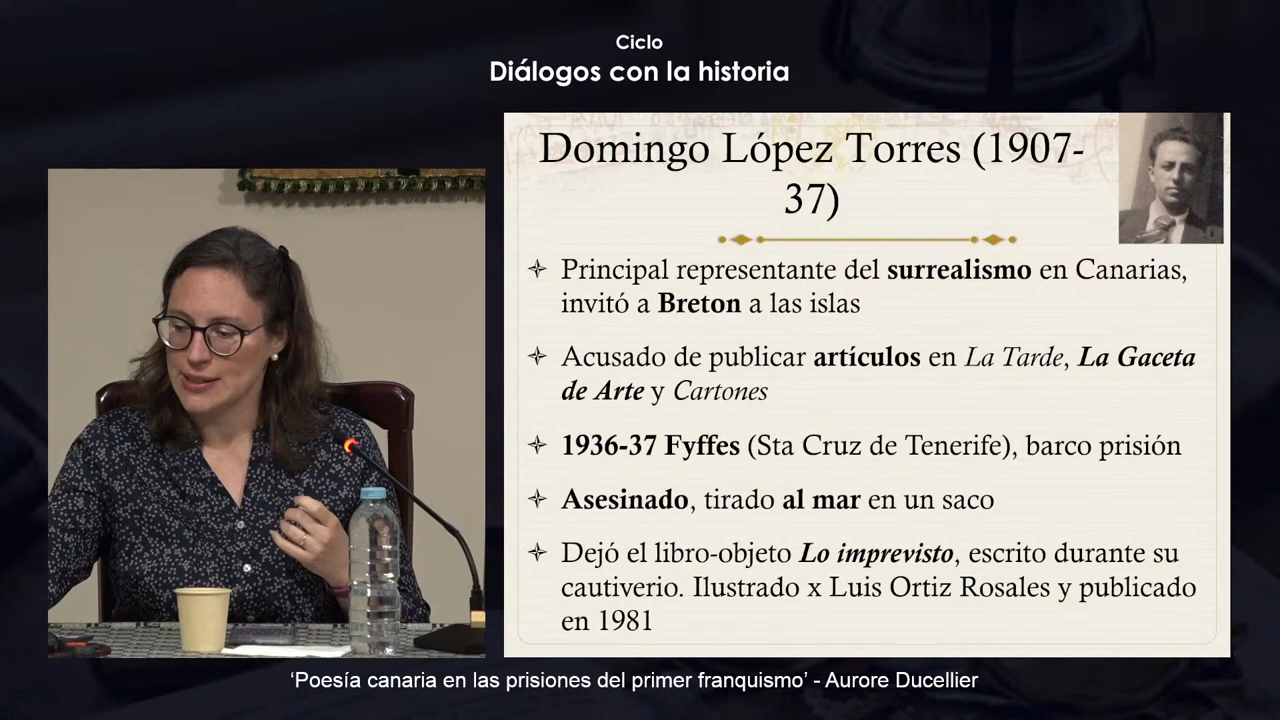 Ciclo
Diálogos con la historia
Domingo López Torres (1907-
37)
Principal representante del surrealismo en Canarias,
invitó a Breton a las islas
Acusado de publicar artículos en La Tarde, La Gaceta
de Arte y Cartones
1936-37 Fyffes (Sta Cruz de Tenerife), barco prisión
Asesinado, tirado al mar en un saco
Dejó el libro-objeto Lo imprevisto, escrito durante su
cautiverio. Ilustrado x Luis Ortiz Rosales y publicado
en 1981
‘Poesía canaria en las prisiones del primer franquismo’ - Aurore Ducellier